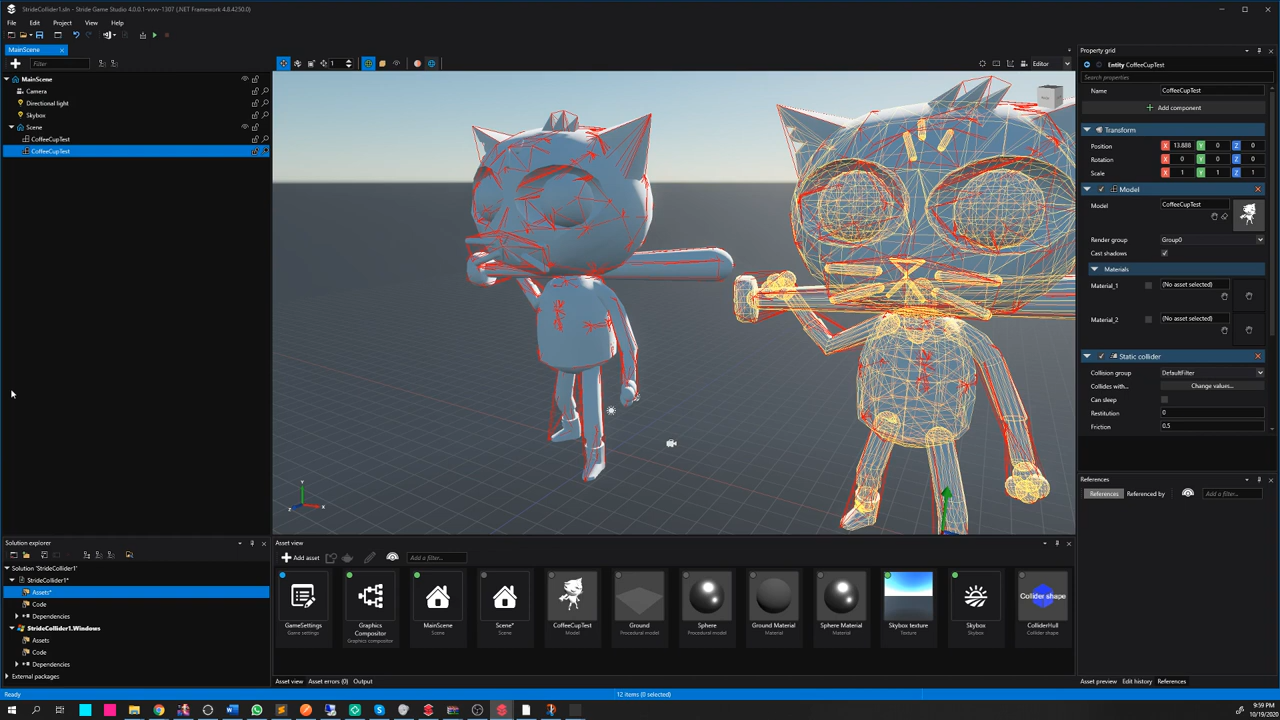 StrideCollider1.sln - Stride Game Studio 4.0.0.1-vvvv-1307 (.NET Framework 4.8.4250.0)
File Edit Project View Help
MainScene
Filter
1
Editor
MainScene
Camera
Directional light
Skybox
Scene
CoffeeCupTest
CoffeeCupTest
Property grid
Entity CoffeeCupTest
Search properties
Name CoffeeCupTest
Add component
Transform
Position X 13.888 Y 0 Z 0
Rotation X 0 Y 0 Z 0
Scale X 1 Y 1 Z 1
Model
Model CoffeeCupTest
Render group Group0
Cast shadows
Materials
Material_1 (No asset selected)
Material_2 (No asset selected)
Static collider
Collision group DefaultFilter
Collides with... Change values...
Can sleep
Restitution 0
Friction 0.5
References
References Referenced by Add a filter...
Y
Z X
Solution explorer
Solution 'StrideCollider1'
StrideCollider1*
Assets*
Code
Dependencies
StrideCollider1.Windows
Assets
Code
Dependencies
External packages
Asset view
Add asset Add a filter...
Collider shape
GameSettings
Game settings
Graphics Compositor
Graphics compositor
MainScene
Scene
Scene*
Scene
CoffeeCupTest
Model
Ground
Procedural model
Sphere
Procedural model
Ground Material
Material
Sphere Material
Material
Skybox texture
Texture
Skybox
Skybox
ColliderHull
Collider shape
Asset view Asset errors (0) Output
Asset preview Edit history References
Ready
12 items (0 selected)
9:59 PM
10/19/2020